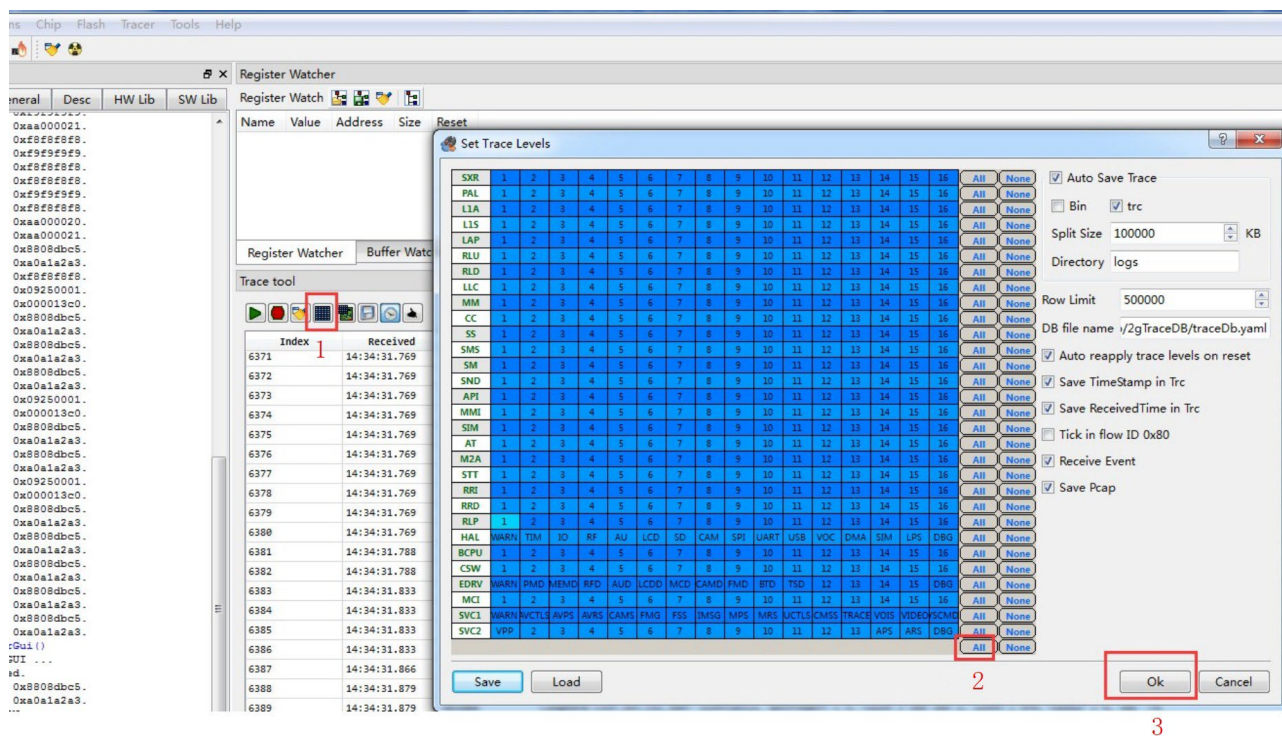 ns Chip Flash Tracer Tools Help
Register Watcher
eneral Desc HW Lib SW Lib
Register Watch
Name Value Address Size Reset
0xaa000021.
0xf8f8f8f8.
0xf9f9f9f9.
0xf8f8f8f8.
0xf8f8f8f8.
0xf9f9f9f9.
0xf8f8f8f8.
0xaa000020.
0xaa000021.
0x8808dbc5.
0xa0a1a2a3.
0xf8f8f8f8.
0x09250001.
0x000013c0.
0x8808dbc5.
0xa0a1a2a3.
0x8808dbc5.
0xa0a1a2a3.
0x8808dbc5.
0xa0a1a2a3.
0x09250001.
0x000013c0.
0x8808dbc5.
0xa0a1a2a3.
0x8808dbc5.
0xa0a1a2a3.
0x09250001.
0x000013c0.
0x8808dbc5.
0xa0a1a2a3.
0x8808dbc5.
0xa0a1a2a3.
0x8808dbc5.
0xa0a1a2a3.
0x8808dbc5.
0xa0a1a2a3.
0x8808dbc5.
0xa0a1a2a3.
rGui()
GUI ...
ed.
0x8808dbc5.
0xa0a1a2a3.
Register Watcher Buffer Watc
Trace tool
1
Index Received
6371 14:34:31.769
6372 14:34:31.769
6373 14:34:31.769
6374 14:34:31.769
6375 14:34:31.769
6376 14:34:31.769
6377 14:34:31.769
6378 14:34:31.769
6379 14:34:31.769
6380 14:34:31.769
6381 14:34:31.788
6382 14:34:31.788
6383 14:34:31.833
6384 14:34:31.833
6385 14:34:31.833
6386 14:34:31.833
6387 14:34:31.866
6388 14:34:31.879
6389 14:34:31.879
Set Trace Levels
SXR 1 2 3 4 5 6 7 8 9 10 11 12 13 14 15 16 All None
PAL 1 2 3 4 5 6 7 8 9 10 11 12 13 14 15 16 All None
L1A 1 2 3 4 5 6 7 8 9 10 11 12 13 14 15 16 All None
L1S 1 2 3 4 5 6 7 8 9 10 11 12 13 14 15 16 All None
LAP 1 2 3 4 5 6 7 8 9 10 11 12 13 14 15 16 All None
RLU 1 2 3 4 5 6 7 8 9 10 11 12 13 14 15 16 All None
RLD 1 2 3 4 5 6 7 8 9 10 11 12 13 14 15 16 All None
LLC 1 2 3 4 5 6 7 8 9 10 11 12 13 14 15 16 All None
MM 1 2 3 4 5 6 7 8 9 10 11 12 13 14 15 16 All None
CC 1 2 3 4 5 6 7 8 9 10 11 12 13 14 15 16 All None
SS 1 2 3 4 5 6 7 8 9 10 11 12 13 14 15 16 All None
SMS 1 2 3 4 5 6 7 8 9 10 11 12 13 14 15 16 All None
SM 1 2 3 4 5 6 7 8 9 10 11 12 13 14 15 16 All None
SND 1 2 3 4 5 6 7 8 9 10 11 12 13 14 15 16 All None
API 1 2 3 4 5 6 7 8 9 10 11 12 13 14 15 16 All None
MMI 1 2 3 4 5 6 7 8 9 10 11 12 13 14 15 16 All None
SIM 1 2 3 4 5 6 7 8 9 10 11 12 13 14 15 16 All None
AT 1 2 3 4 5 6 7 8 9 10 11 12 13 14 15 16 All None
M2A 1 2 3 4 5 6 7 8 9 10 11 12 13 14 15 16 All None
STT 1 2 3 4 5 6 7 8 9 10 11 12 13 14 15 16 All None
RRI 1 2 3 4 5 6 7 8 9 10 11 12 13 14 15 16 All None
RRD 1 2 3 4 5 6 7 8 9 10 11 12 13 14 15 16 All None
RLP 1 2 3 4 5 6 7 8 9 10 11 12 13 14 15 16 All None
HAL WARN TIM IO RF AU LCD SD CAM SPI UART USB VOC DMA SIM LPS DBG All None
BCPU 1 2 3 4 5 6 7 8 9 10 11 12 13 14 15 16 All None
CSW 1 2 3 4 5 6 7 8 9 10 11 12 13 14 15 16 All None
EDRV WARN PMD MEMD RFD AUD LCDD MCD CAMD FMD BTD TSD 12 13 14 15 DBG All None
MCI 1 2 3 4 5 6 7 8 9 10 11 12 13 14 15 16 All None
SVC1 WARN AVCTLS AVPS AVRS CAMS FMG FSS IMSG MPS MRS UCTLS CMSS TRACE VOIS VIDEO YSCMD All None
SVC2 VPP 2 3 4 5 6 7 8 9 10 11 12 13 APS ARS DBG All None
All None
Save Load
2
Auto Save Trace
Bin trc
Split Size 100000 KB
Directory logs
Row Limit 500000
DB file name ›/2gTraceDB/traceDb.yaml
Auto reapply trace levels on reset
Save TimeStamp in Trc
Save ReceivedTime in Trc
Tick in flow ID 0x80
Receive Event
Save Pcap
Ok Cancel
3